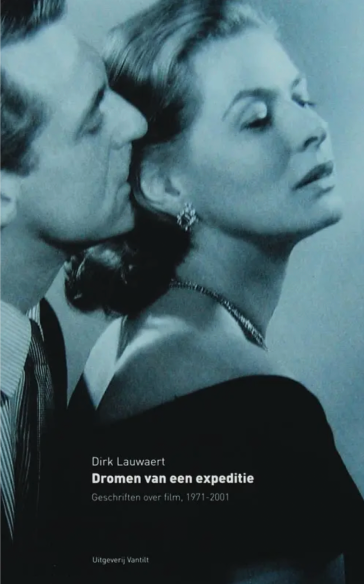 Dirk Lauwaert
Dromen van een expeditie
Geschriften over film, 1971-2001
Uitgeverij Vantilt